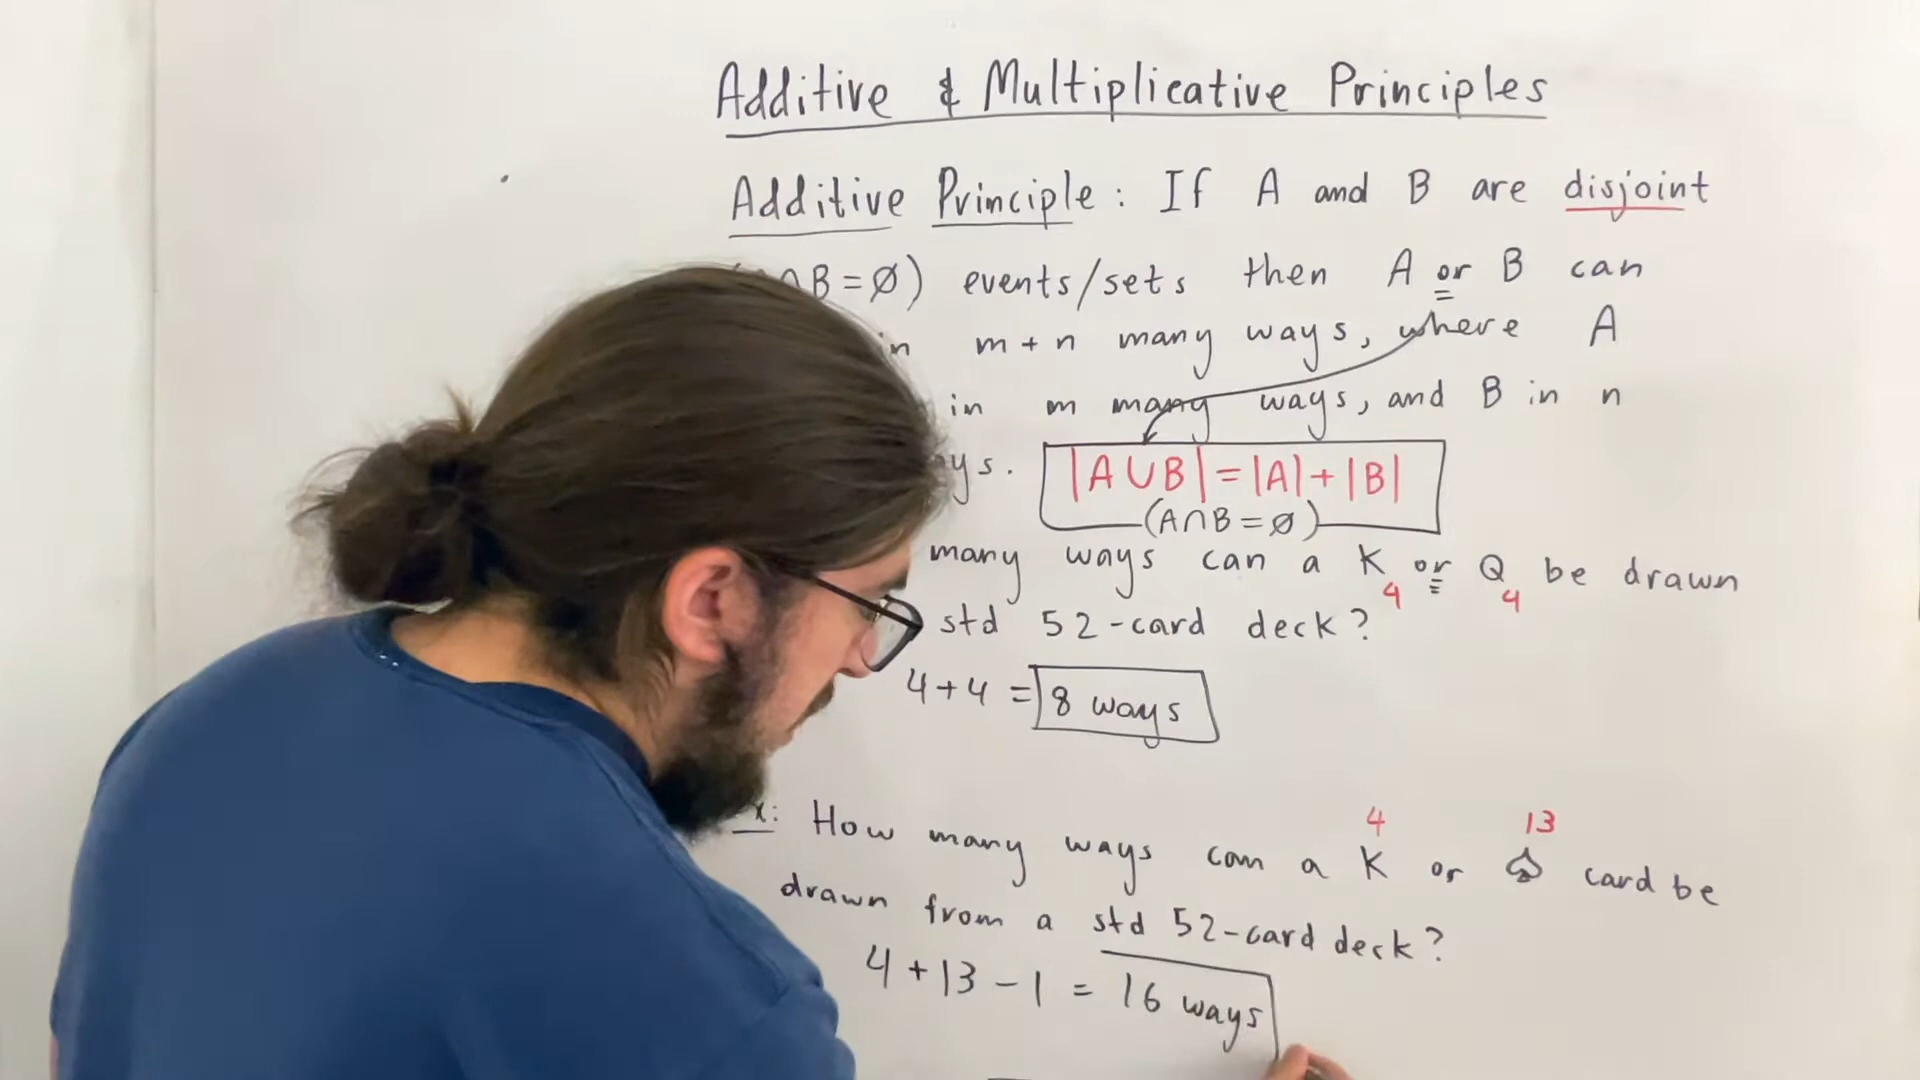 Additive & Multiplicative Principles
Additive Principle: If A and B are disjoint
∩B = Ø) events/sets then A or B can
in m + n many ways, where A
in m many ways, and B in n
ys. |A ∪ B| = |A| + |B|
(A ∩ B = Ø)
many ways can a K or Q be drawn
4 4
std 52-card deck?
4 + 4 = 8 ways
4 13
x: How many ways can a K or ♤ card be
drawn from a std 52-card deck?
4 + 13 - 1 = 16 ways